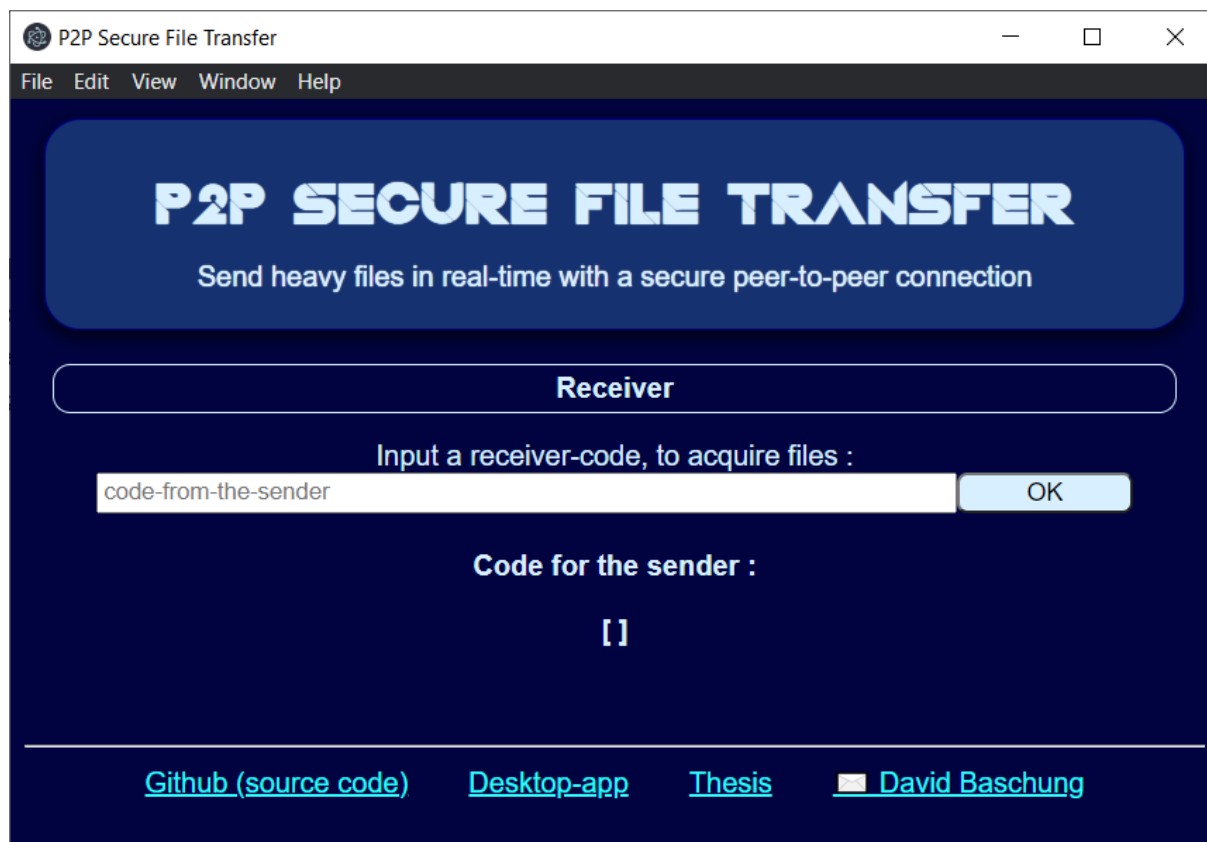 P2P Secure File Transfer
File Edit View Window Help
P2P SECURE FILE TRANSFER
Send heavy files in real-time with a secure peer-to-peer connection
Receiver
Input a receiver-code, to acquire files :
code-from-the-sender OK
Code for the sender :
[ ]
Github (source code) Desktop-app Thesis ✉ David Baschung